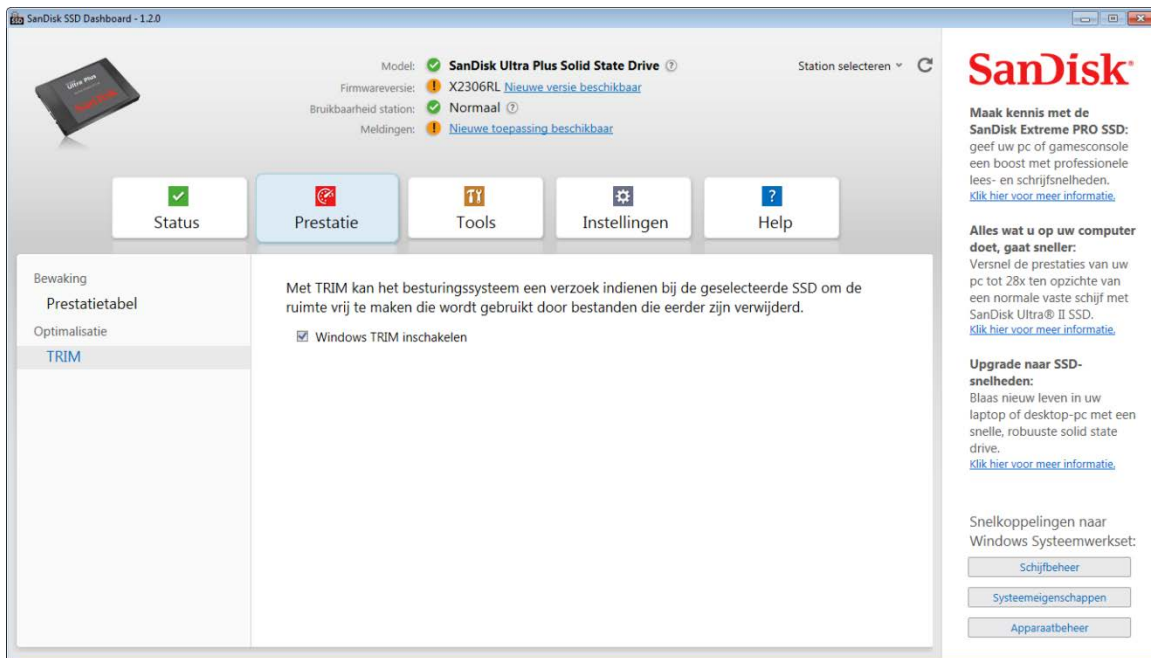 SanDisk SSD Dashboard - 1.2.0
Model: SanDisk Ultra Plus Solid State Drive ?
Station selecteren
Firmwareversie: ! X2306RL Nieuwe versie beschikbaar
Bruikbaarheid station: Normaal ?
Meldingen: ! Nieuwe toepassing beschikbaar
Ultra Plus
SanDisk
Status
Prestatie
Tools
Instellingen
? Help
Bewaking
Prestatietabel
Optimalisatie
TRIM
Met TRIM kan het besturingssysteem een verzoek indienen bij de geselecteerde SSD om de
ruimte vrij te maken die wordt gebruikt door bestanden die eerder zijn verwijderd.
Windows TRIM inschakelen
SanDisk®
Maak kennis met de
SanDisk Extreme PRO SSD:
geef uw pc of gamesconsole
een boost met professionele
lees- en schrijfsnelheden.
Klik hier voor meer informatie.
Alles wat u op uw computer
doet, gaat sneller:
Versnel de prestaties van uw
pc tot 28x ten opzichte van
een normale vaste schijf met
SanDisk Ultra® II SSD.
Klik hier voor meer informatie.
Upgrade naar SSD-
snelheden:
Blaas nieuw leven in uw
laptop of desktop-pc met een
snelle, robuuste solid state
drive.
Klik hier voor meer informatie.
Snelkoppelingen naar
Windows Systeemwerkset:
Schijfbeheer
Systeemeigenschappen
Apparaatbeheer